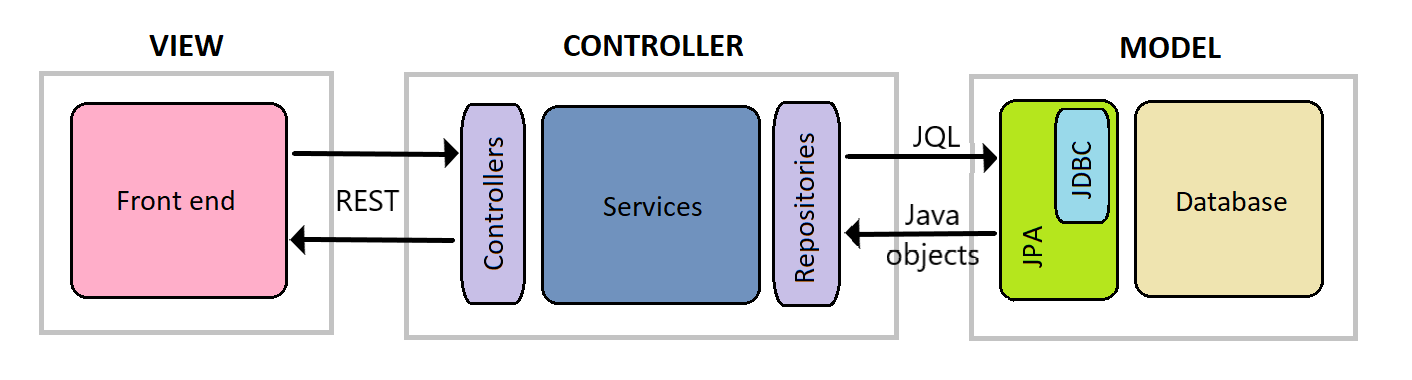 VIEW
CONTROLLER
MODEL
Front end
REST
Controllers
Services
Repositories
JQL
Java
objects
JPA
JDBC
Database